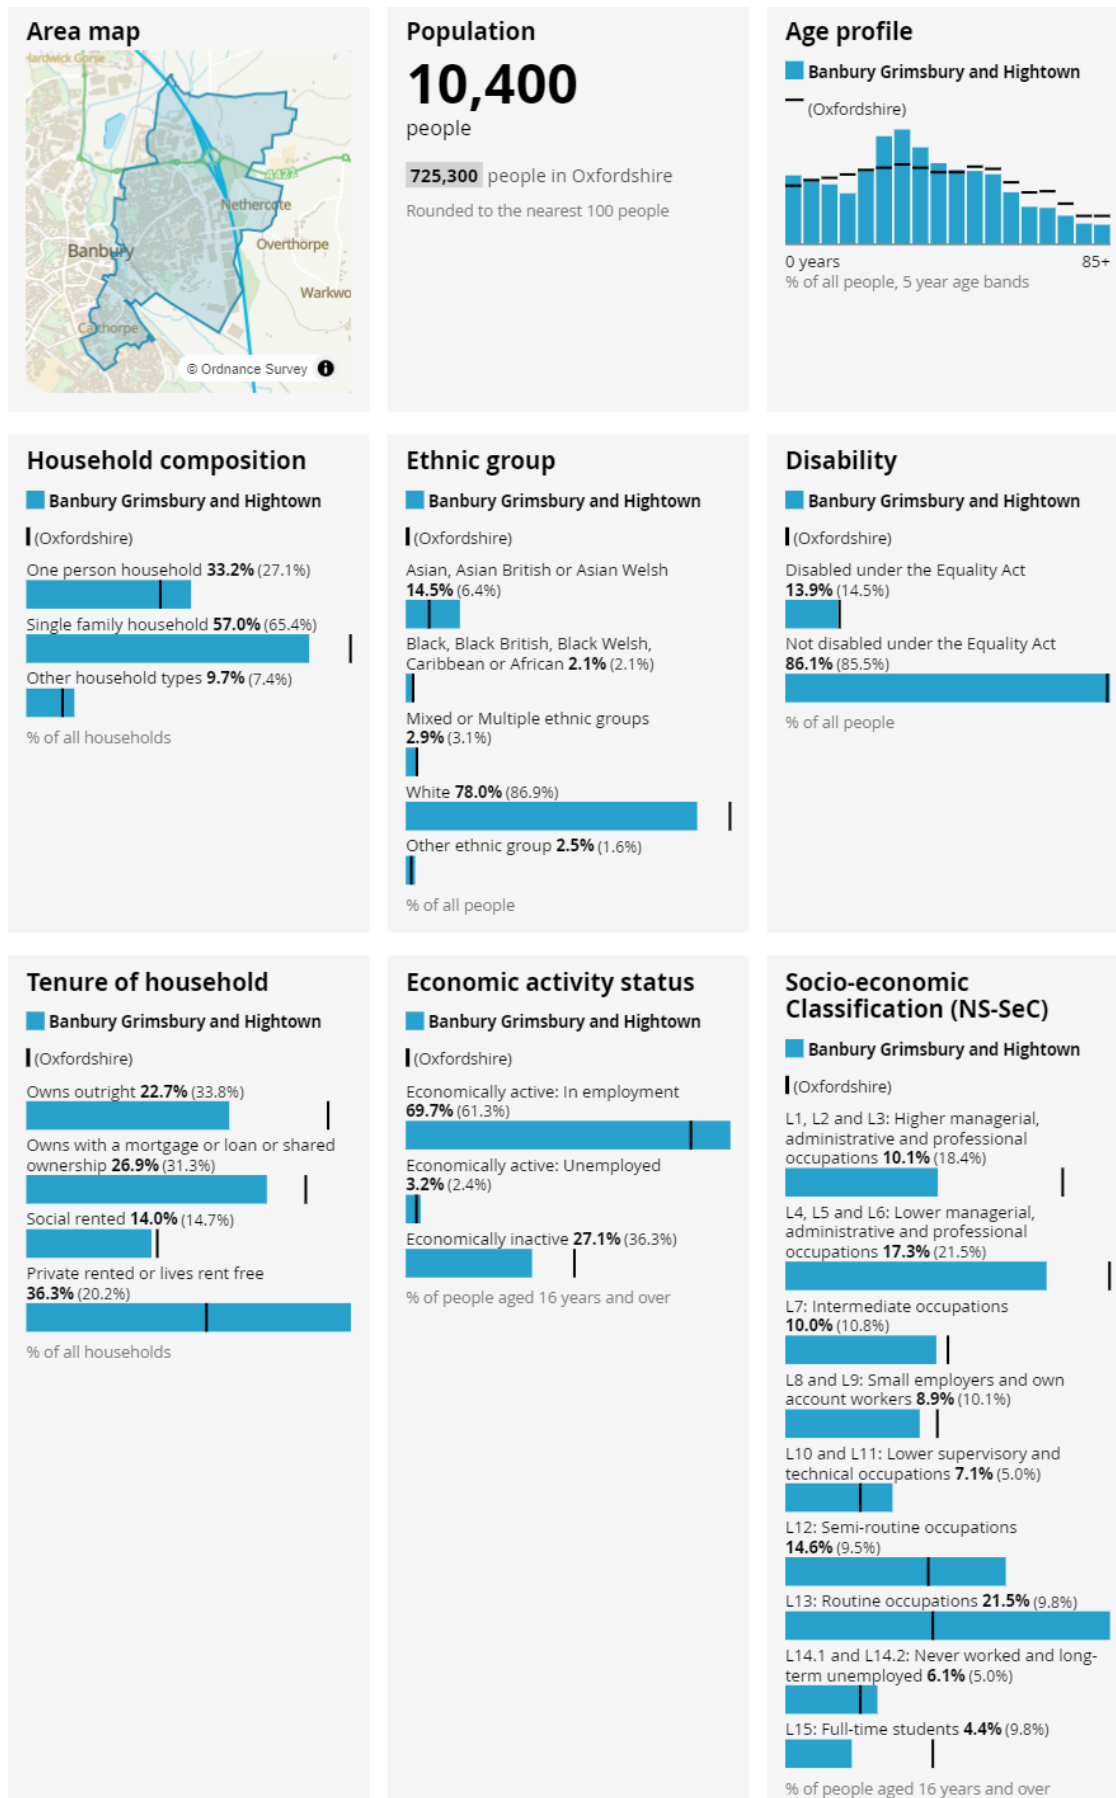 Area map
Hardwick Gorse
A422
Nethercote
Banbury
Overthorpe
Warkwo
Calthorpe
© Ordnance Survey
Population
10,400
people
725,300 people in Oxfordshire
Rounded to the nearest 100 people
Age profile
Banbury Grimsbury and Hightown
(Oxfordshire)
0 years 85+
% of all people, 5 year age bands
Household composition
Banbury Grimsbury and Hightown
(Oxfordshire)
One person household 33.2% (27.1%)
Single family household 57.0% (65.4%)
Other household types 9.7% (7.4%)
% of all households
Ethnic group
Banbury Grimsbury and Hightown
(Oxfordshire)
Asian, Asian British or Asian Welsh
14.5% (6.4%)
Black, Black British, Black Welsh,
Caribbean or African 2.1% (2.1%)
Mixed or Multiple ethnic groups
2.9% (3.1%)
White 78.0% (86.9%)
Other ethnic group 2.5% (1.6%)
% of all people
Disability
Banbury Grimsbury and Hightown
(Oxfordshire)
Disabled under the Equality Act
13.9% (14.5%)
Not disabled under the Equality Act
86.1% (85.5%)
% of all people
Tenure of household
Banbury Grimsbury and Hightown
(Oxfordshire)
Owns outright 22.7% (33.8%)
Owns with a mortgage or loan or shared
ownership 26.9% (31.3%)
Social rented 14.0% (14.7%)
Private rented or lives rent free
36.3% (20.2%)
% of all households
Economic activity status
Banbury Grimsbury and Hightown
(Oxfordshire)
Economically active: In employment
69.7% (61.3%)
Economically active: Unemployed
3.2% (2.4%)
Economically inactive 27.1% (36.3%)
% of people aged 16 years and over
Socio-economic
Classification (NS-SeC)
Banbury Grimsbury and Hightown
(Oxfordshire)
L1, L2 and L3: Higher managerial,
administrative and professional
occupations 10.1% (18.4%)
L4, L5 and L6: Lower managerial,
administrative and professional
occupations 17.3% (21.5%)
L7: Intermediate occupations
10.0% (10.8%)
L8 and L9: Small employers and own
account workers 8.9% (10.1%)
L10 and L11: Lower supervisory and
technical occupations 7.1% (5.0%)
L12: Semi-routine occupations
14.6% (9.5%)
L13: Routine occupations 21.5% (9.8%)
L14.1 and L14.2: Never worked and long-
term unemployed 6.1% (5.0%)
L15: Full-time students 4.4% (9.8%)
% of people aged 16 years and over